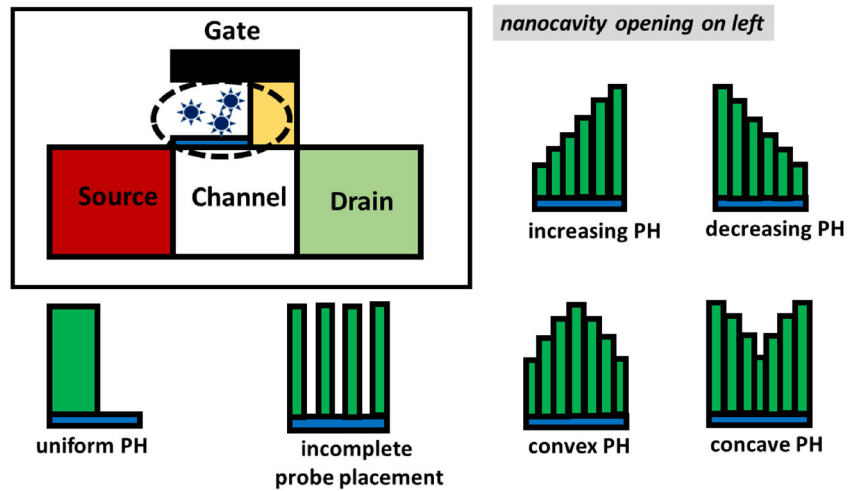 Gate
nanocavity opening on left
Source
Channel
Drain
increasing PH
decreasing PH
uniform PH
incomplete
probe placement
convex PH
concave PH